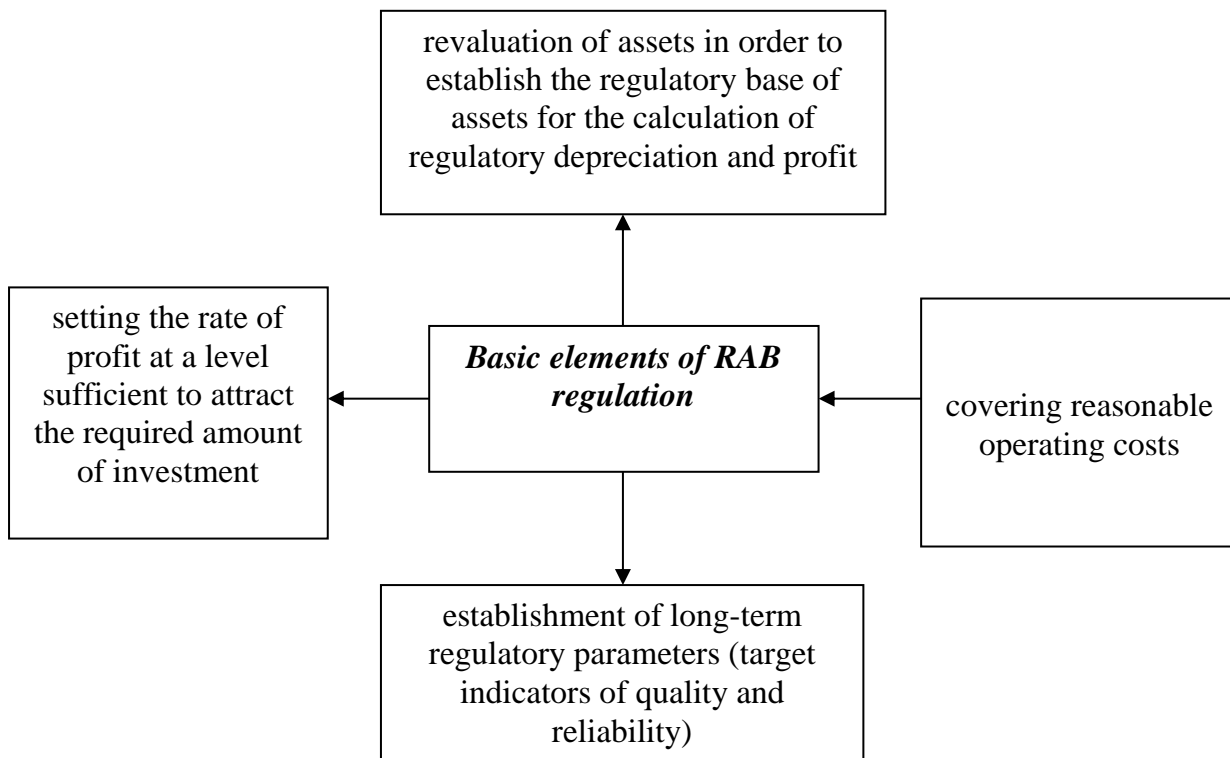 revaluation of assets in order to
establish the regulatory base of
assets for the calculation of
regulatory depreciation and profit
setting the rate of
profit at a level
sufficient to attract
the required amount
of investment
Basic elements of RAB
regulation
covering reasonable
operating costs
establishment of long-term
regulatory parameters (target
indicators of quality and
reliability)